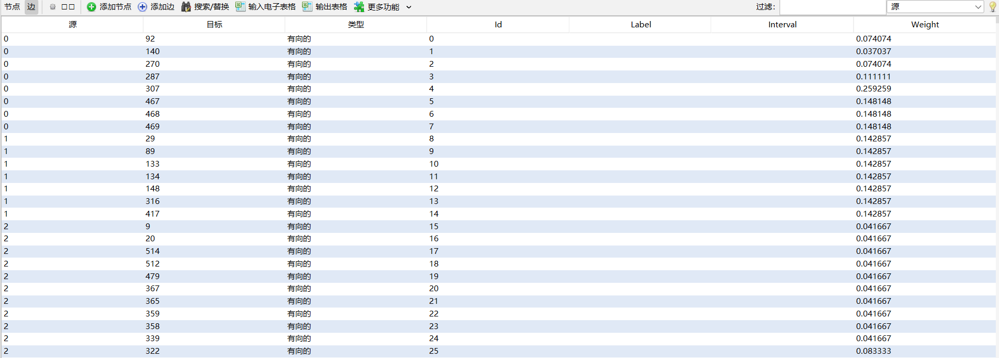 节点 边 添加节点 添加边 搜索/替换 输入电子表格 输出表格 更多功能 过滤: 源
源 目标 类型 Id Label Interval Weight
0 92 有向的 0 0.074074
0 140 有向的 1 0.037037
0 270 有向的 2 0.074074
0 287 有向的 3 0.111111
0 307 有向的 4 0.259259
0 467 有向的 5 0.148148
0 468 有向的 6 0.148148
0 469 有向的 7 0.148148
1 29 有向的 8 0.142857
1 89 有向的 9 0.142857
1 133 有向的 10 0.142857
1 134 有向的 11 0.142857
1 148 有向的 12 0.142857
1 316 有向的 13 0.142857
1 417 有向的 14 0.142857
2 9 有向的 15 0.041667
2 20 有向的 16 0.041667
2 514 有向的 17 0.041667
2 512 有向的 18 0.041667
2 479 有向的 19 0.041667
2 367 有向的 20 0.041667
2 365 有向的 21 0.041667
2 359 有向的 22 0.041667
2 358 有向的 23 0.041667
2 339 有向的 24 0.041667
2 322 有向的 25 0.083333